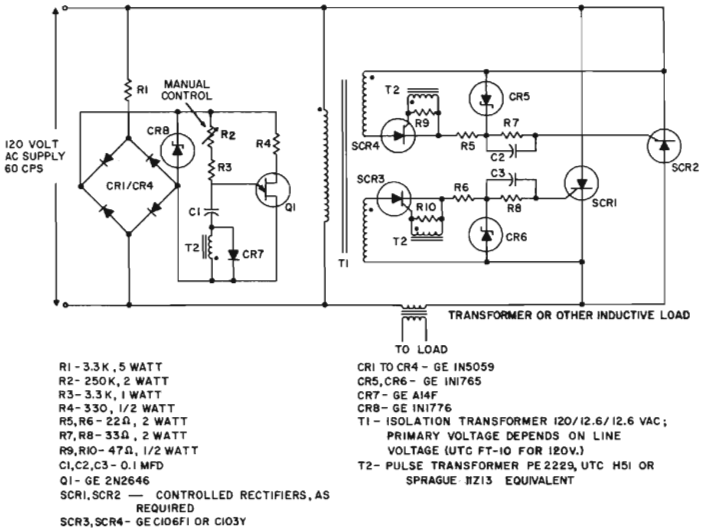 R1
MANUAL
CONTROL
120 VOLT
AC SUPPLY
60 CPS
CR8
R2
R4
CR1/CR4
R3
Q1
C1
T2
CR7
T1
T2
R9
CR5
R7
SCR4
R5
C2
SCR2
SCR3
C3
R6
R10
R8
SCR1
T2
CR6
TRANSFORMER OR OTHER INDUCTIVE LOAD
TO LOAD
R1 - 3.3 K, 5 WATT
R2 - 250K, 2 WATT
R3 - 3.3K, 1 WATT
R4 - 330, 1/2 WATT
R5, R6 - 22Ω, 2 WATT
R7, R8 - 33Ω, 2 WATT
R9, R10 - 47Ω, 1/2 WATT
C1, C2, C3 - 0.1 MFD
Q1 - GE 2N2646
SCR1, SCR2 — CONTROLLED RECTIFIERS, AS
REQUIRED
SCR3, SCR4 - GE C106F1 OR C103Y
CR1 TO CR4 - GE IN5059
CR5, CR6 - GE IN1765
CR7 - GE A14F
CR8 - GE IN1776
T1 - ISOLATION TRANSFORMER 120/12.6/12.6 VAC;
PRIMARY VOLTAGE DEPENDS ON LINE
VOLTAGE (UTC FT-10 FOR 120V.)
T2 - PULSE TRANSFORMER PE 2229, UTC H51 OR
SPRAGUE 11Z13 EQUIVALENT